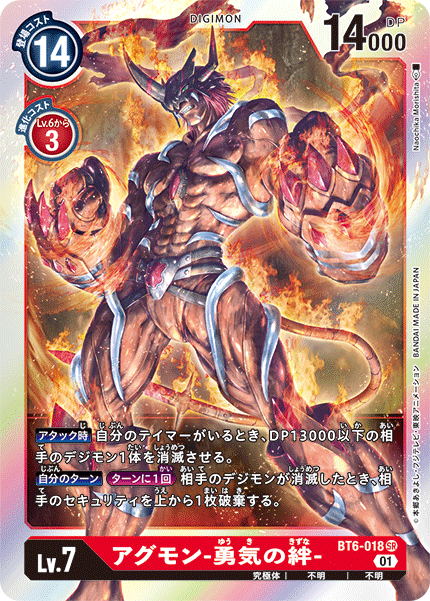 DIGIMON
登場コスト
14
DP
14000
進化コスト
Lv.6から
3
Naochika Morishita
©本郷あきよし・フジテレビ・東映アニメーション BANDAI MADE IN JAPAN
アタック時 自分のテイマーがいるとき、DP13000以下の相
手のデジモン1体を消滅させる。
自分のターン ターンに1回 相手のデジモンが消滅したとき、相
手のセキュリティを上から1枚破棄する。
BT6-018 SR
Lv.7
アグモン-勇気の絆-
01
究極体 | 不明 | 不明